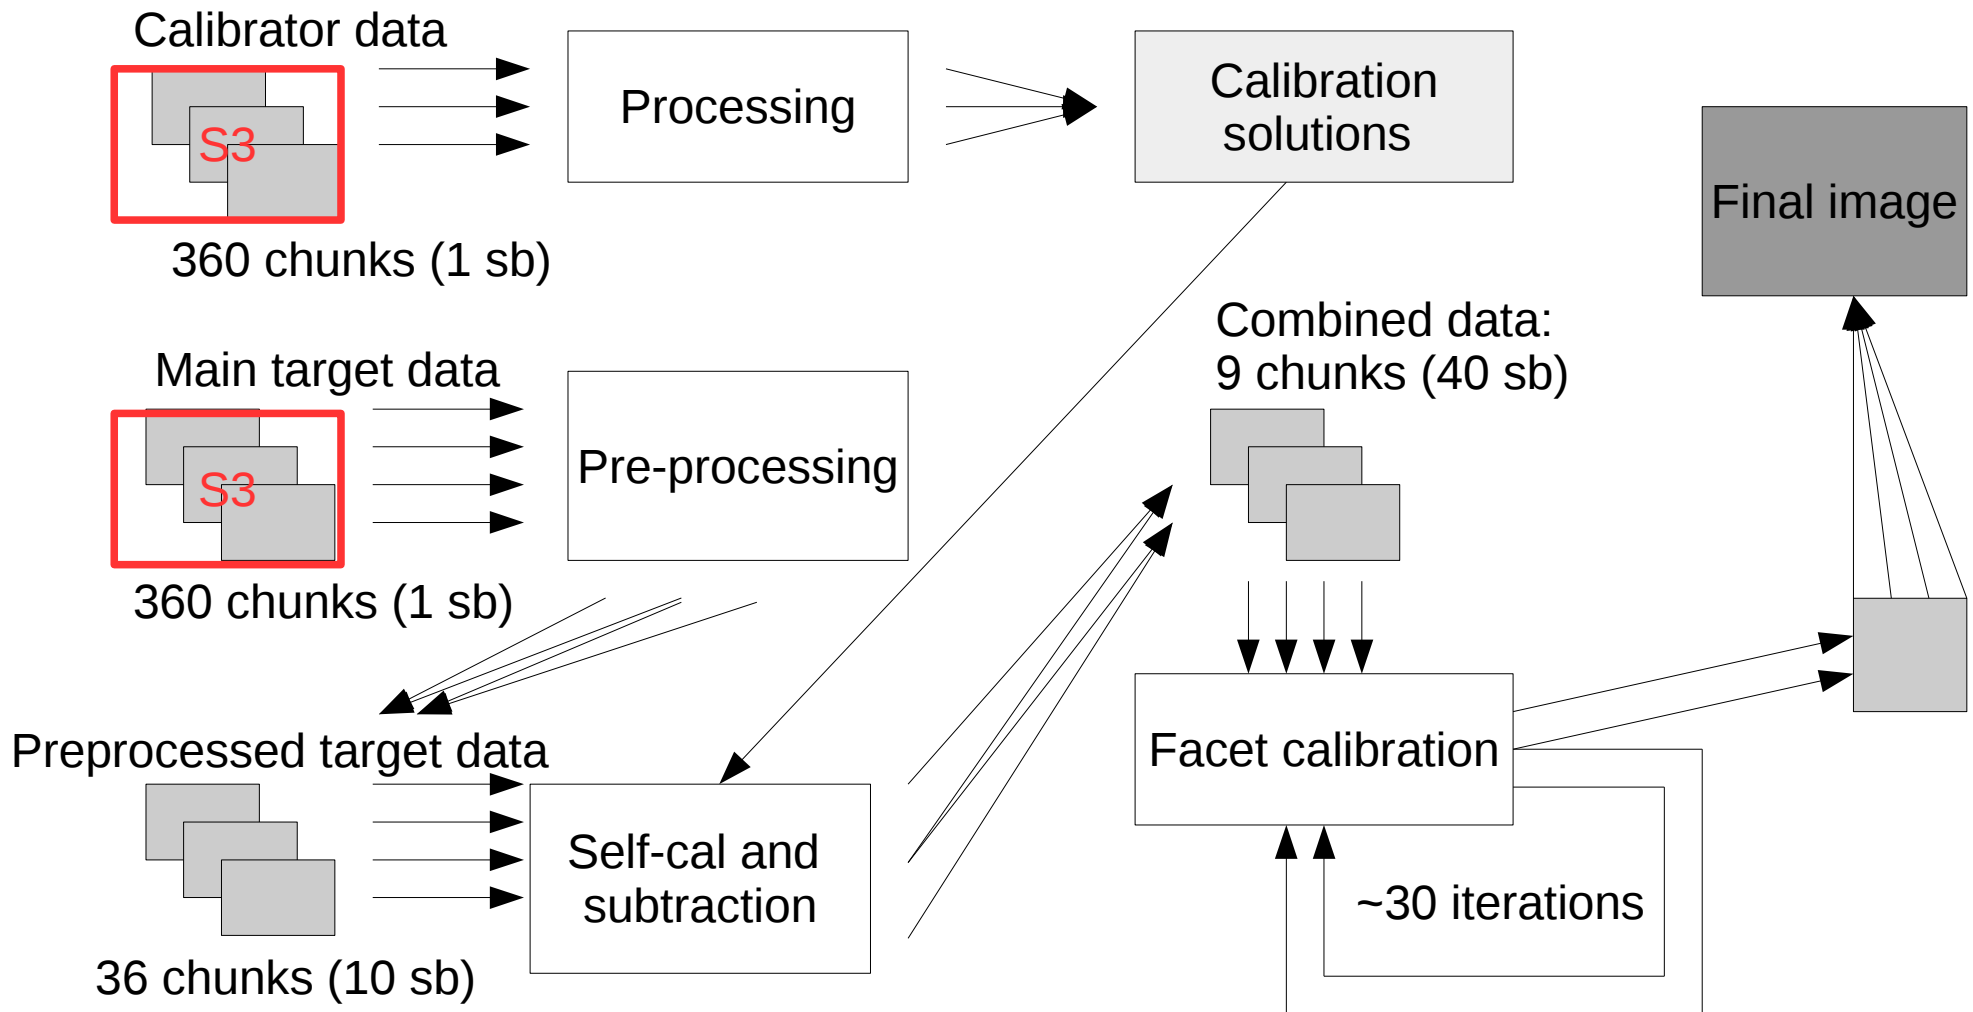 Calibrator data
S3
360 chunks (1 sb)
Processing
Calibration
solutions
Final image
Main target data
S3
360 chunks (1 sb)
Pre-processing
Combined data:
9 chunks (40 sb)
Preprocessed target data
36 chunks (10 sb)
Self-cal and
subtraction
Facet calibration
~30 iterations